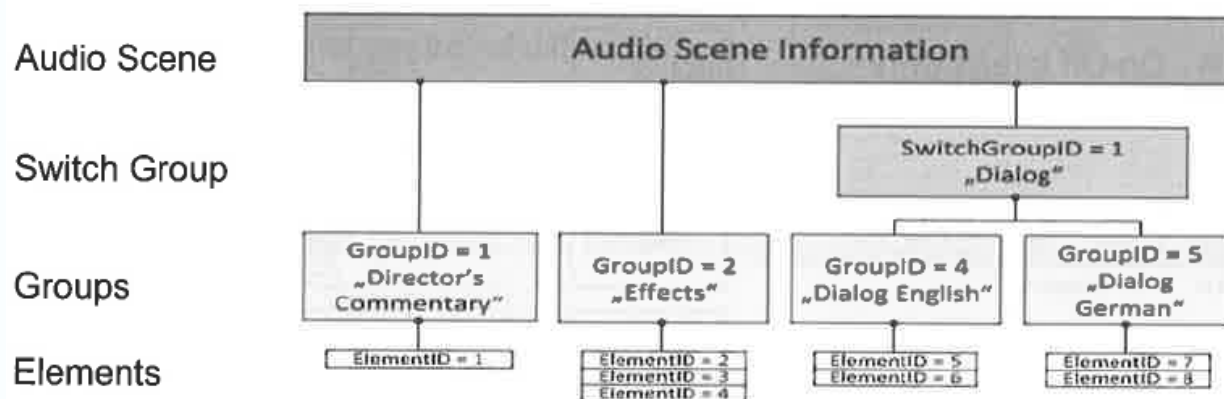 Audio Scene
Audio Scene Information
Switch Group
SwitchGroupID = 1
„Dialog“
Groups
GroupID = 1
„Director's
Commentary“
GroupID = 2
„Effects“
GroupID = 4
„Dialog English“
GroupID = 5
„Dialog
German“
Elements
ElementID = 1
ElementID = 2
ElementID = 3
ElementID = 4
ElementID = 5
ElementID = 6
ElementID = 7
ElementID = 8